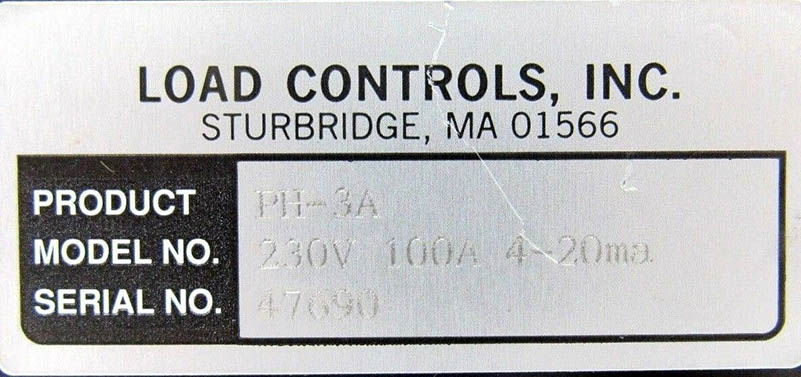 LOAD CONTROLS, INC.
STURBRIDGE, MA 01566
PRODUCT PH-3A
MODEL NO. 230V 100A 4-20ma
SERIAL NO. 47690